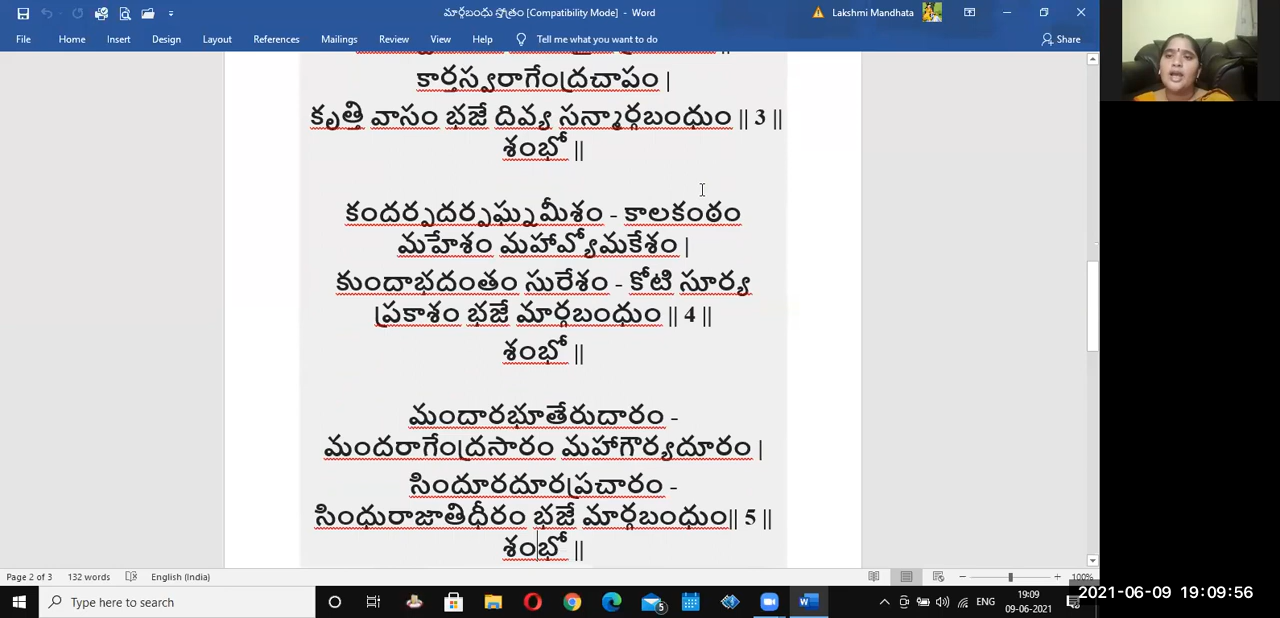 మార్గబంధు స్తోత్రం [Compatibility Mode] - Word
Lakshmi Mandhata
File Home Insert Design Layout References Mailings Review View Help Tell me what you want to do Share
కార్తస్వరాగేంద్రచాపం |
కృత్తి వాసం భజే దివ్య సన్మార్గబంధుం || 3 ||
శంభో ||
కందర్పదర్పఘ్నమీశం - కాలకంఠం
మహేశం మహావ్యోమకేశం |
కుందాభదంతం సురేశం - కోటి సూర్య
ప్రకాశం భజే మార్గబంధుం || 4 ||
శంభో ||
మందారభూతేరుదారం -
మందరాగేంద్రసారం మహాగౌర్యదూరం |
సిందూరదూరప్రచారం -
సింధురాజాతిధీరం భజే మార్గబంధుం|| 5 ||
శంభో ||
Page 2 of 3 132 words English (India) 100%
Type here to search
5
ENG
19:09
09-06-2021
2021-06-09 19:09:56